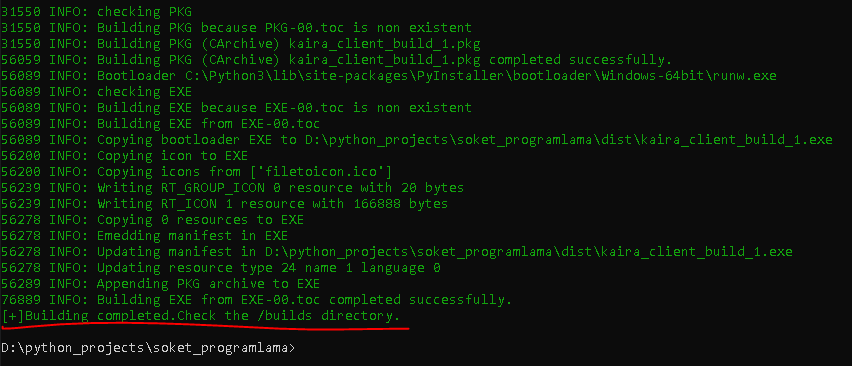 31550 INFO: checking PKG
31550 INFO: Building PKG because PKG-00.toc is non existent
31550 INFO: Building PKG (CArchive) kaira_client_build_1.pkg
56059 INFO: Building PKG (CArchive) kaira_client_build_1.pkg completed successfully.
56089 INFO: Bootloader C:\Python3\lib\site-packages\PyInstaller\bootloader\Windows-64bit\runw.exe
56089 INFO: checking EXE
56089 INFO: Building EXE because EXE-00.toc is non existent
56089 INFO: Building EXE from EXE-00.toc
56089 INFO: Copying bootloader EXE to D:\python_projects\soket_programlama\dist\kaira_client_build_1.exe
56200 INFO: Copying icon to EXE
56200 INFO: Copying icons from ['filetoicon.ico']
56239 INFO: Writing RT_GROUP_ICON 0 resource with 20 bytes
56239 INFO: Writing RT_ICON 1 resource with 166888 bytes
56278 INFO: Copying 0 resources to EXE
56278 INFO: Emedding manifest in EXE
56278 INFO: Updating manifest in D:\python_projects\soket_programlama\dist\kaira_client_build_1.exe
56278 INFO: Updating resource type 24 name 1 language 0
56289 INFO: Appending PKG archive to EXE
76889 INFO: Building EXE from EXE-00.toc completed successfully.
[+]Building completed.Check the /builds directory.
D:\python_projects\soket_programlama>